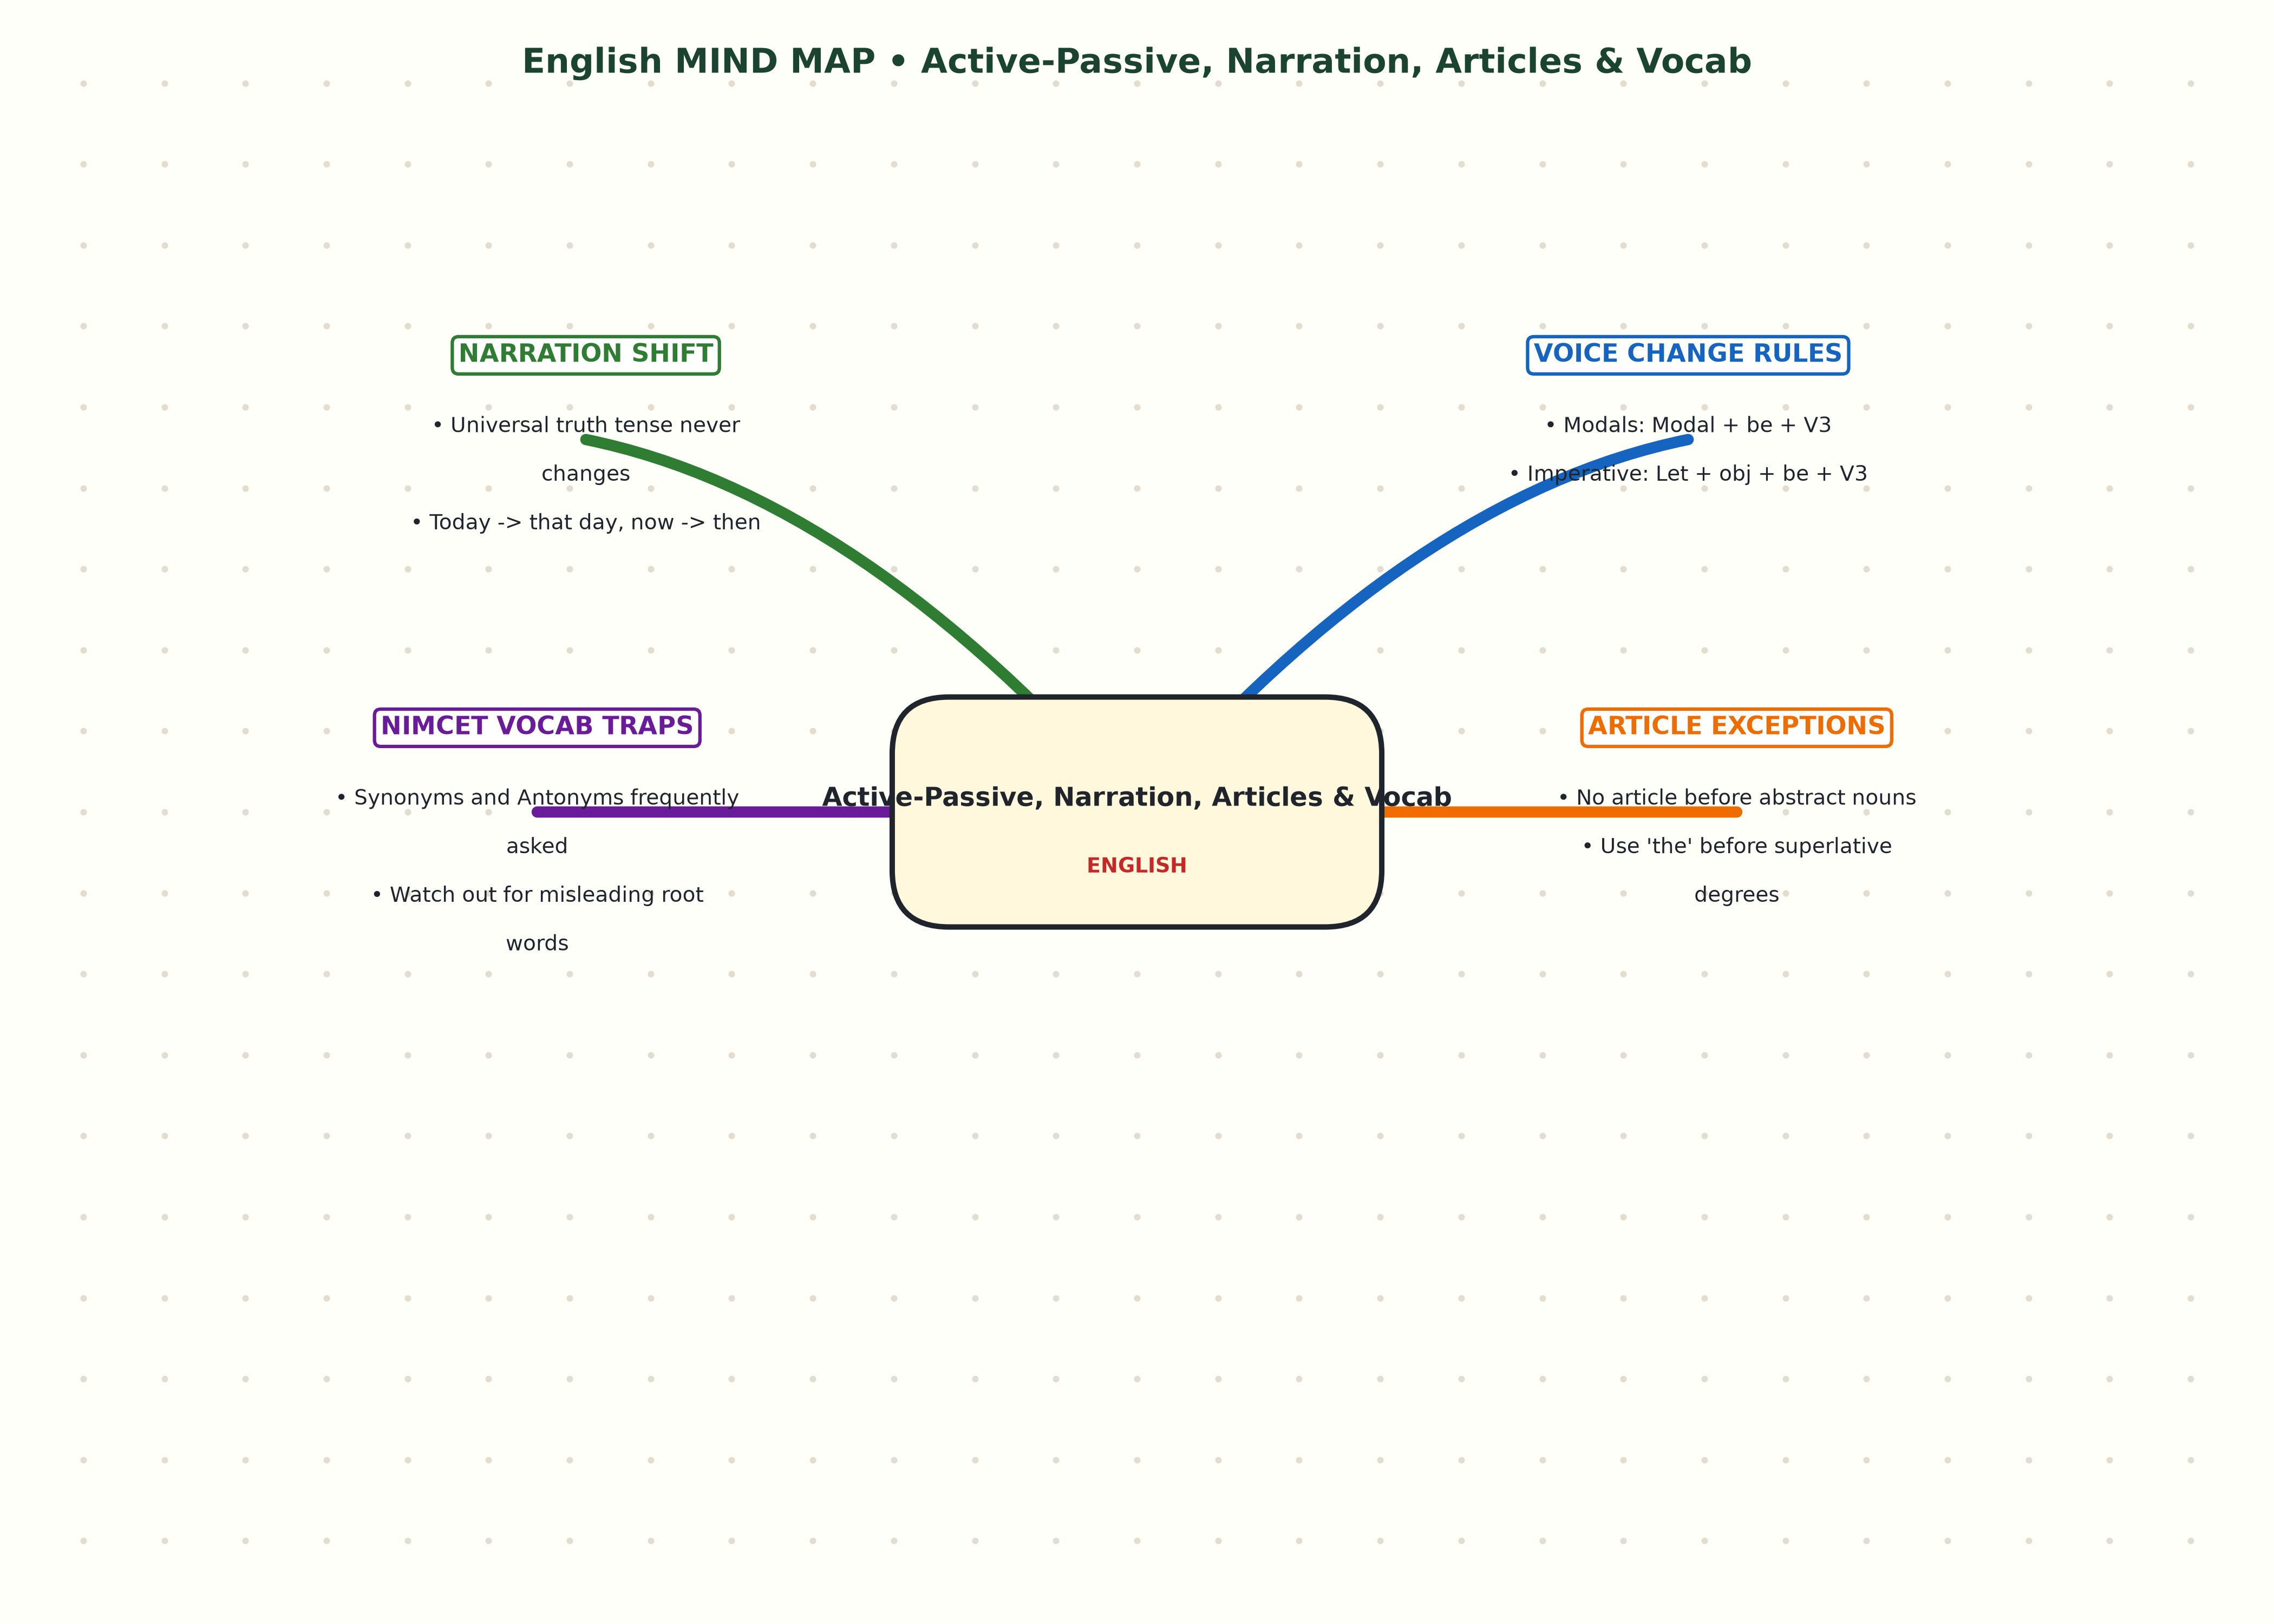 English MIND MAP • Active-Passive, Narration, Articles & Vocab
NARRATION SHIFT
• Universal truth tense never
changes
• Today -> that day, now -> then
VOICE CHANGE RULES
• Modals: Modal + be + V3
• Imperative: Let + obj + be + V3
NIMCET VOCAB TRAPS
• Synonyms and Antonyms frequently
asked
• Watch out for misleading root
words
Active-Passive, Narration, Articles & Vocab
ENGLISH
ARTICLE EXCEPTIONS
• No article before abstract nouns
• Use 'the' before superlative
degrees